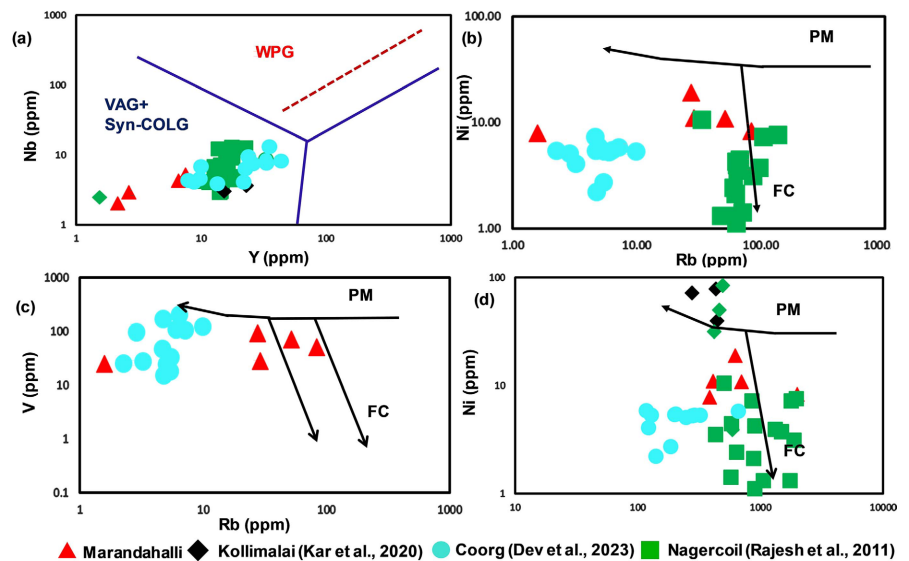 (a)
1000
100
10
1
Nb (ppm)
WPG
VAG+
Syn-COLG
1
10
100
1000
Y (ppm)
(b)
100.00
10.00
1.00
Ni (ppm)
PM
FC
1.00
10.00
100.00
1000
Rb (ppm)
(c)
1000
100
10
1
0.1
V (ppm)
PM
FC
1
10
100
1000
Rb (ppm)
(d)
100
10
1
Ni (ppm)
PM
FC
10
100
1000
10000
Marandahalli
Kollimalai (Kar et al., 2020)
Coorg (Dev et al., 2023)
Nagercoil (Rajesh et al., 2011)